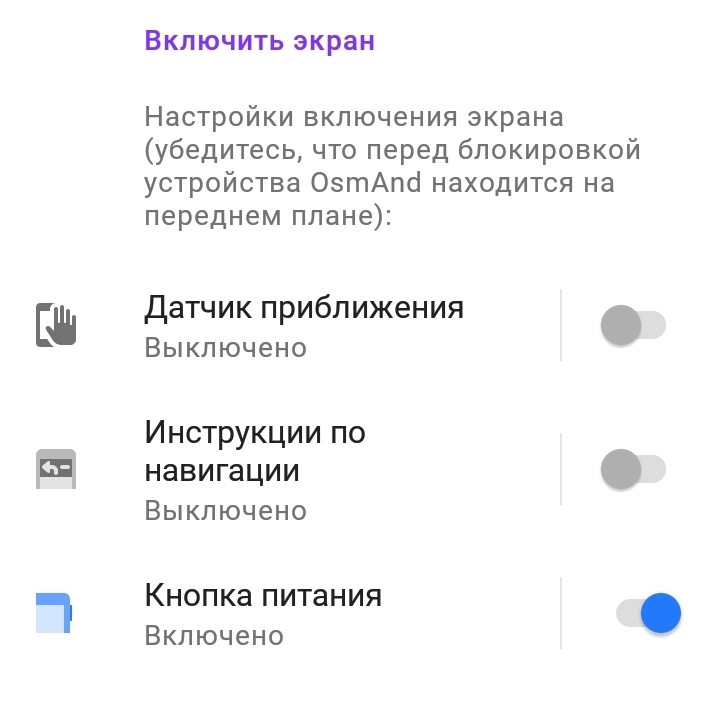 Включить экран
Настройки включения экрана
(убедитесь, что перед блокировкой
устройства OsmAnd находится на
переднем плане):
Датчик приближения
Выключено
Инструкции по
навигации
Выключено
Кнопка питания
Включено